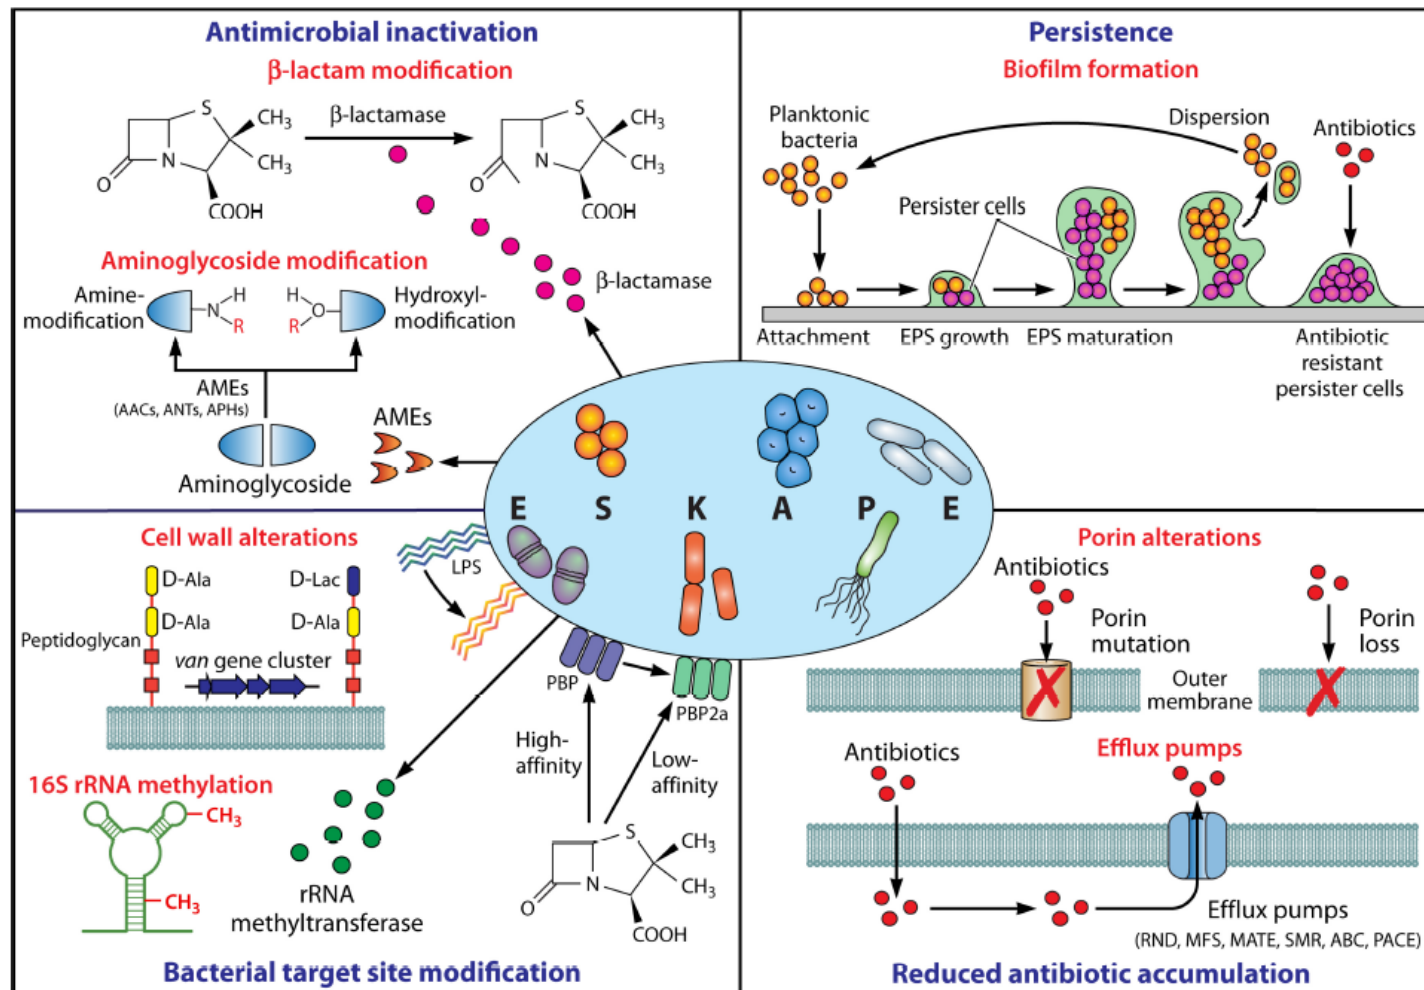 Antimicrobial inactivation
β-lactam modification
S
CH₃
CH₃
N
O
COOH
β-lactamase
S
CH₃
CH₃
N
O
COOH
β-lactamase
Aminoglycoside modification
Amine-
modification
H
N
R
H
O
R
Hydroxyl-
modification
AMEs
(AACs, ANTs, APHs)
AMEs
Aminoglycoside
Persistence
Biofilm formation
Planktonic
bacteria
Dispersion
Antibiotics
Persister cells
Attachment
EPS growth
EPS maturation
Antibiotic
resistant
persister cells
E S K A P E
Cell wall alterations
D-Ala
D-Lac
D-Ala
D-Ala
Peptidoglycan
van gene cluster
LPS
PBP
PBP2a
High-
affinity
Low-
affinity
16S rRNA methylation
CH₃
CH₃
rRNA
methyltransferase
S
CH₃
CH₃
N
O
COOH
Bacterial target site modification
Porin alterations
Antibiotics
Porin
mutation
Porin
loss
Outer
membrane
Antibiotics
Efflux pumps
Efflux pumps
(RND, MFS, MATE, SMR, ABC, PACE)
Reduced antibiotic accumulation